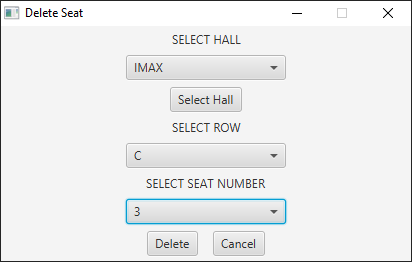 Delete Seat
SELECT HALL
IMAX
Select Hall
SELECT ROW
C
SELECT SEAT NUMBER
3
Delete Cancel